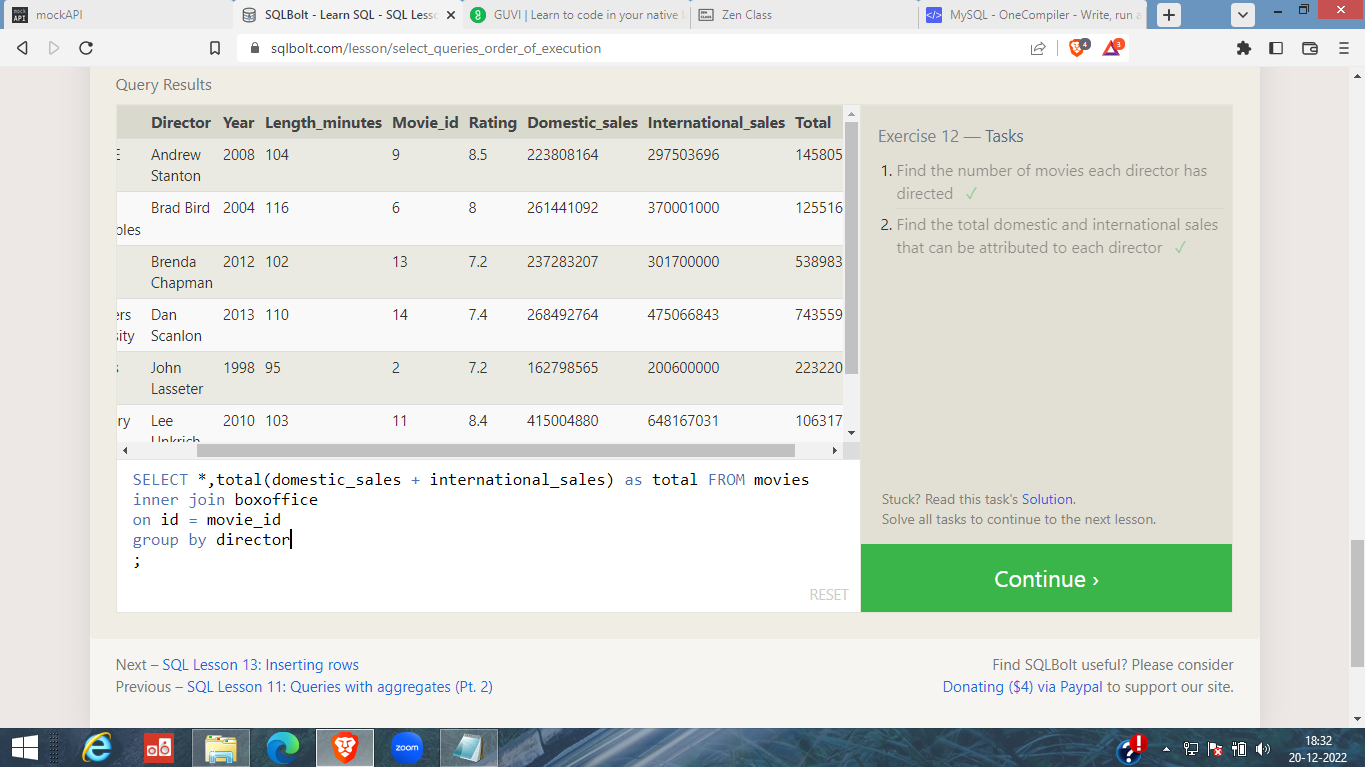 mockAPI
SQLBolt - Learn SQL - SQL Less
GUVI | Learn to code in your native
Zen Class
MySQL - OneCompiler - Write, run a
sqlbolt.com/lesson/select_queries_order_of_execution
4
3
Query Results
Director Year Length_minutes Movie_id Rating Domestic_sales International_sales Total
Andrew Stanton 2008 104 9 8.5 223808164 297503696 145805
ples Brad Bird 2004 116 6 8 261441092 370001000 125516
Brenda Chapman 2012 102 13 7.2 237283207 301700000 538983
ers sity Dan Scanlon 2013 110 14 7.4 268492764 475066843 743559
John Lasseter 1998 95 2 7.2 162798565 200600000 223220
ry Lee Unkrich 2010 103 11 8.4 415004880 648167031 106317
SELECT *,total(domestic_sales + international_sales) as total FROM movies
inner join boxoffice
on id = movie_id
group by director
;
RESET
Exercise 12 — Tasks
1. Find the number of movies each director has
directed ✓
2. Find the total domestic and international sales
that can be attributed to each director ✓
Stuck? Read this task's Solution.
Solve all tasks to continue to the next lesson.
Continue ›
Next – SQL Lesson 13: Inserting rows
Previous – SQL Lesson 11: Queries with aggregates (Pt. 2)
Find SQLBolt useful? Please consider
Donating ($4) via Paypal to support our site.
zoom
18:32
20-12-2022